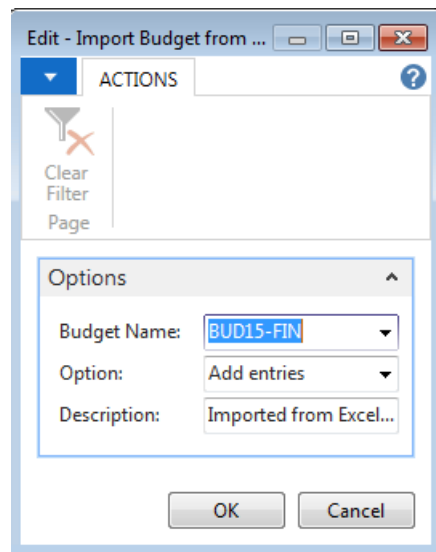 Edit - Import Budget from ...
ACTIONS
?
Clear
Filter
Page
Options
Budget Name: BUD15-FIN
Option: Add entries
Description: Imported from Excel...
OK Cancel